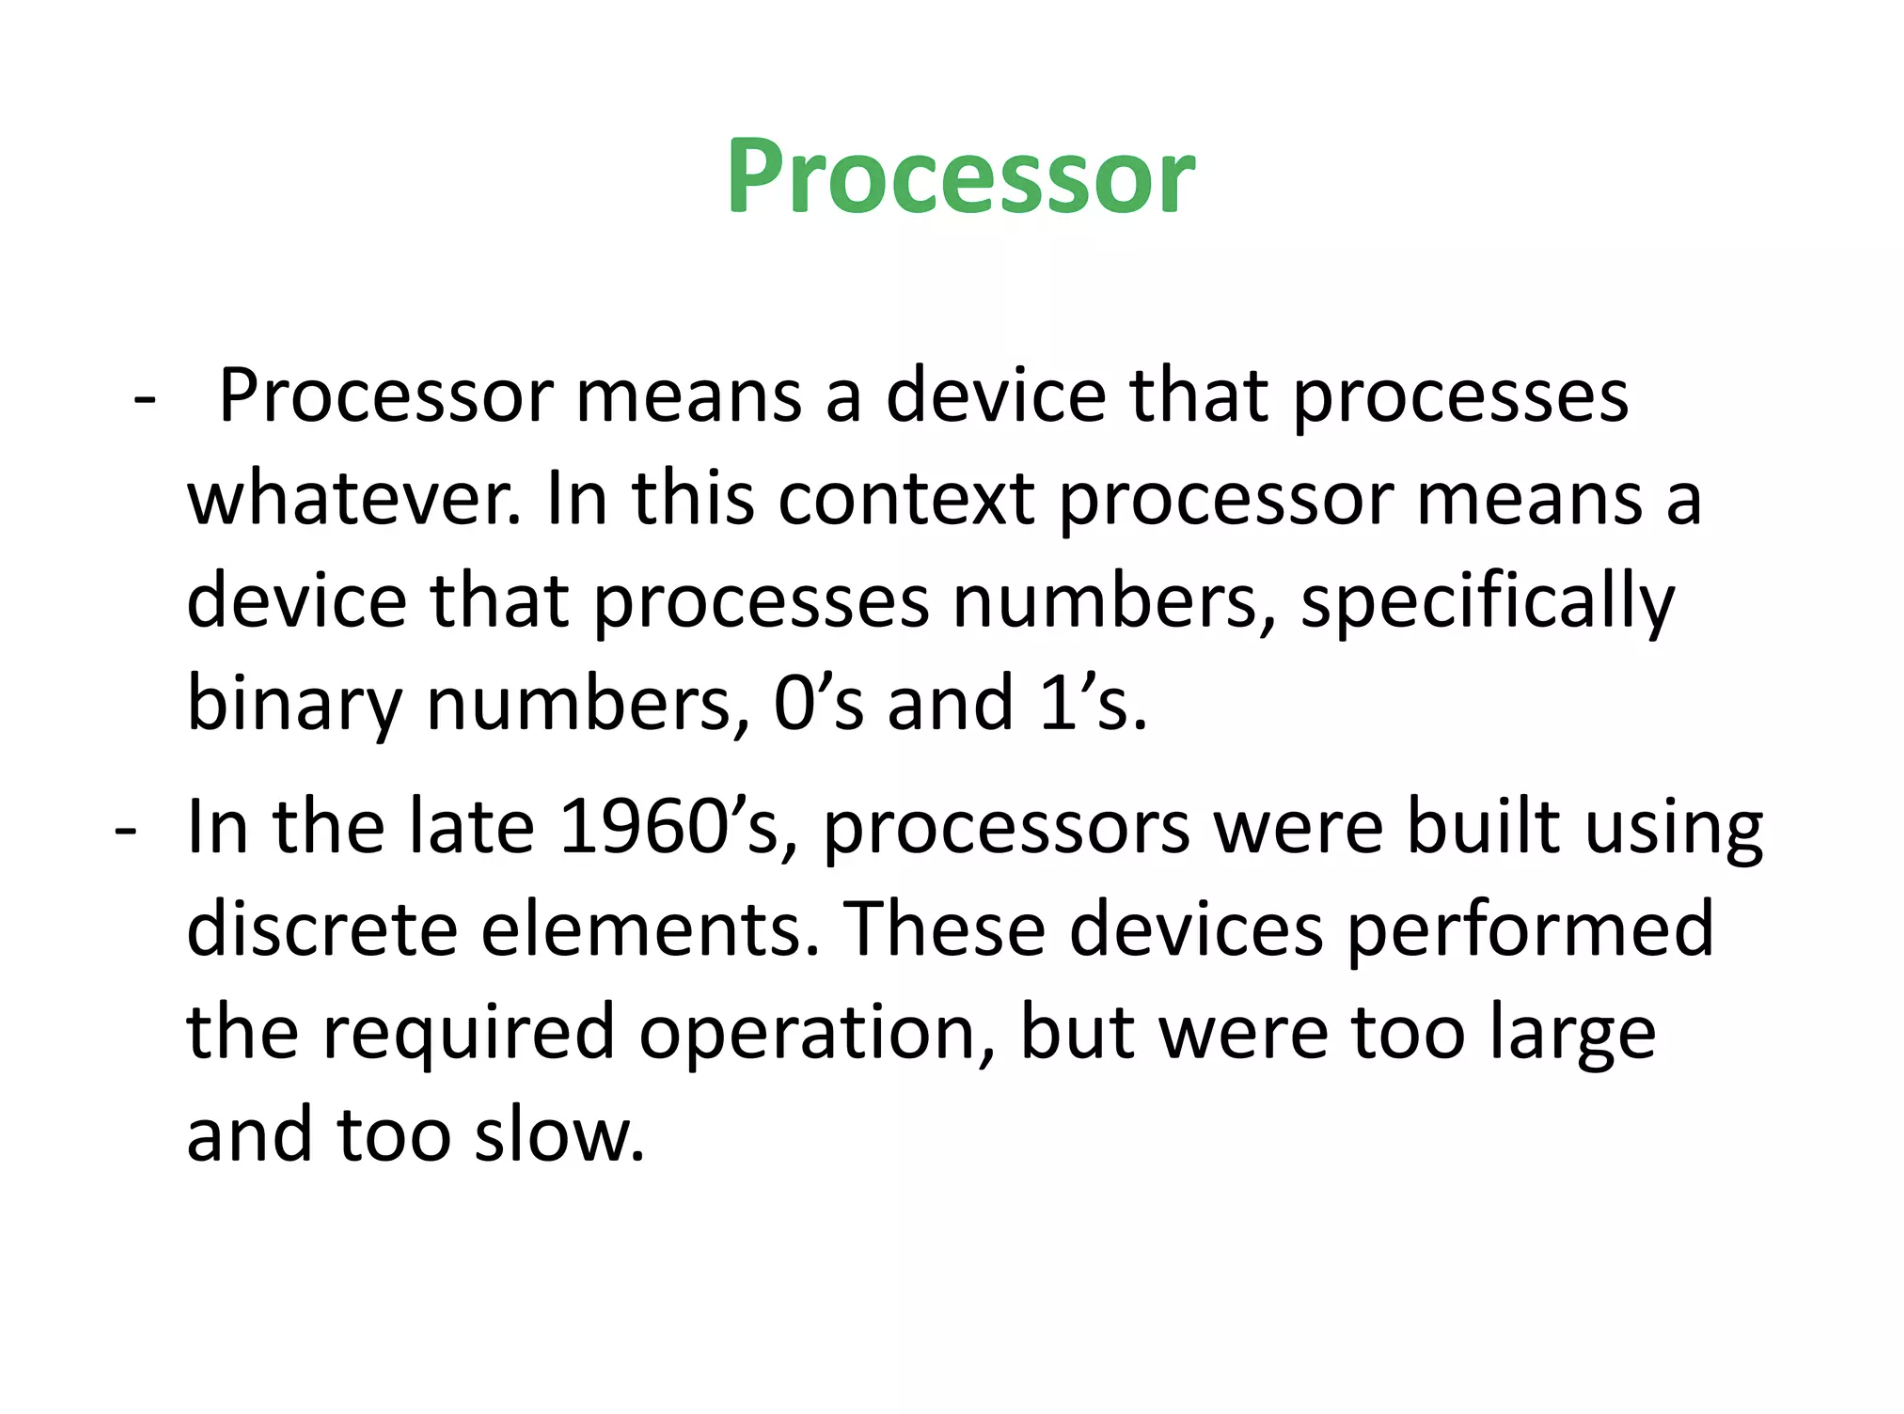 Processor
- Processor means a device that processes
whatever. In this context processor means a
device that processes numbers, specifically
binary numbers, 0’s and 1’s.
- In the late 1960’s, processors were built using
discrete elements. These devices performed
the required operation, but were too large
and too slow.